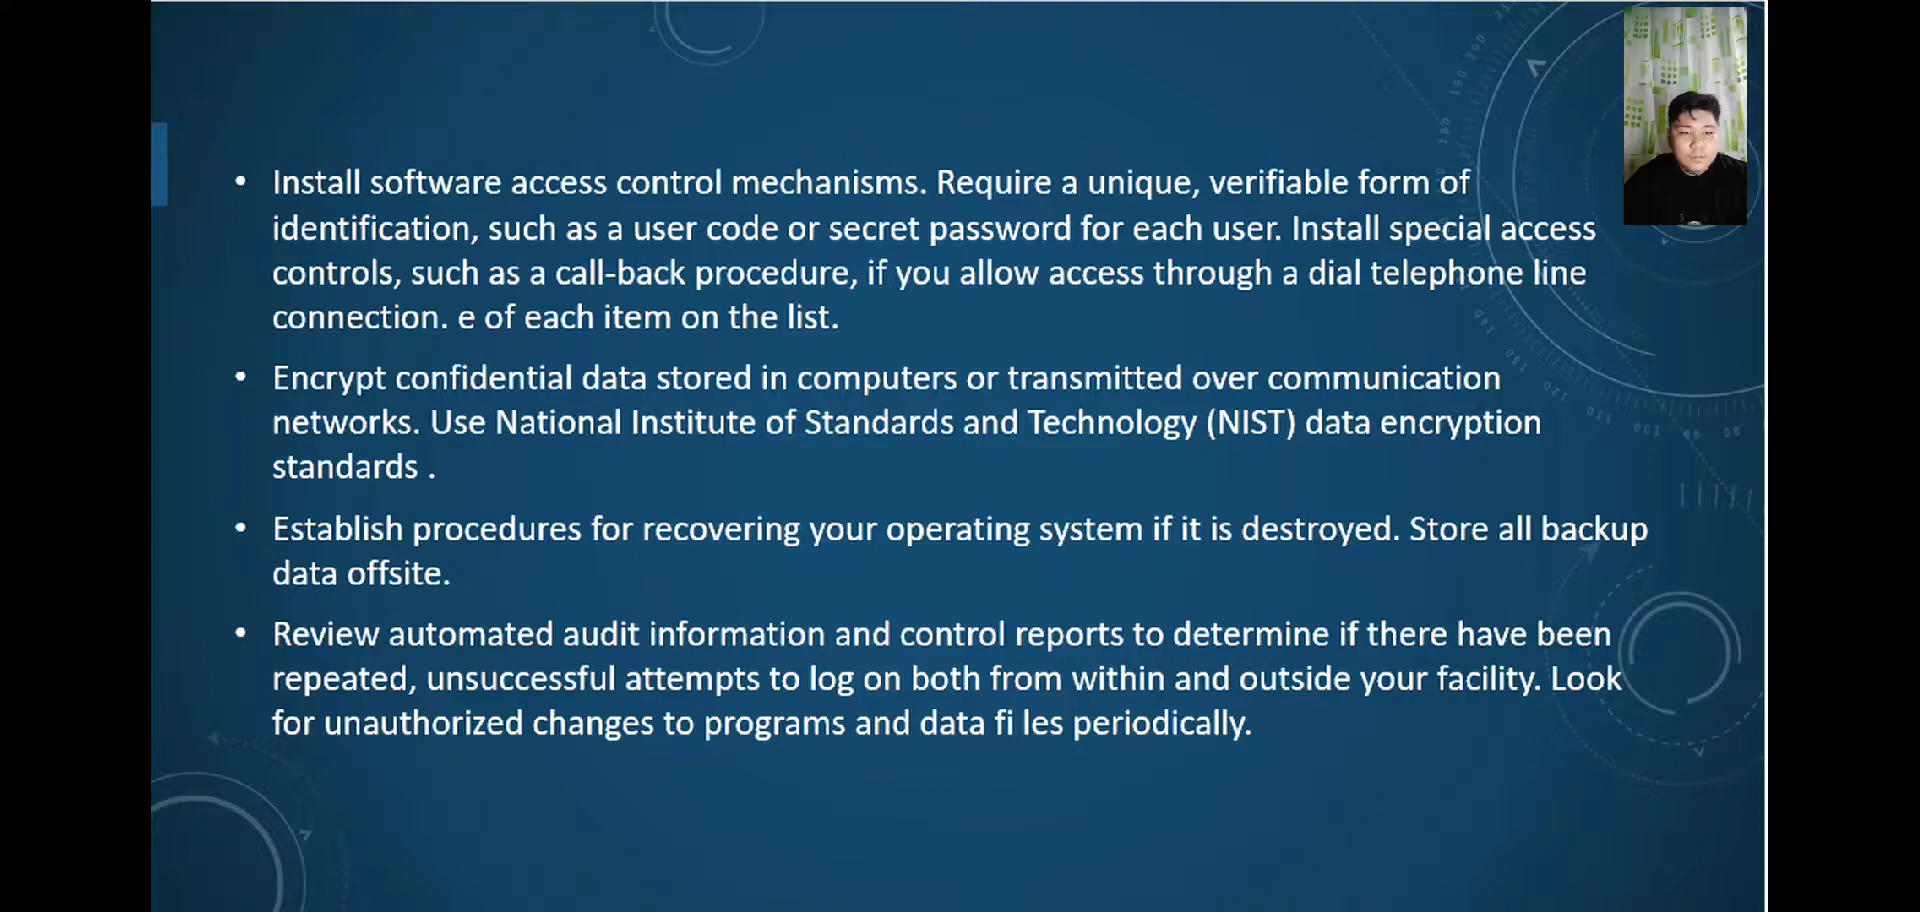 • Install software access control mechanisms. Require a unique, verifiable form of
identification, such as a user code or secret password for each user. Install special access
controls, such as a call-back procedure, if you allow access through a dial telephone line
connection. e of each item on the list.
• Encrypt confidential data stored in computers or transmitted over communication
networks. Use National Institute of Standards and Technology (NIST) data encryption
standards .
• Establish procedures for recovering your operating system if it is destroyed. Store all backup
data offsite.
• Review automated audit information and control reports to determine if there have been
repeated, unsuccessful attempts to log on both from within and outside your facility. Look
for unauthorized changes to programs and data fi les periodically.